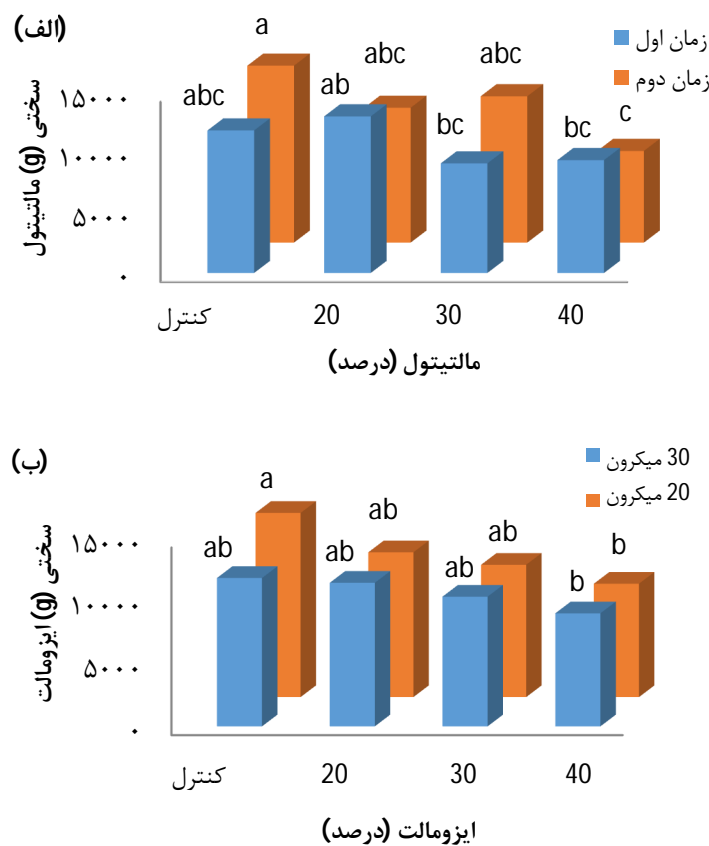 (الف)
زمان اول
زمان دوم
سختی (g) مالتیتول
۱۵۰۰۰
۱۰۰۰۰
۵۰۰۰
۰
abc a ab abc bc abc bc c
کنترل 20 30 40
مالتیتول (درصد)
(ب)
30 میکرون
20 میکرون
سختی (g) ایزومالت
۱۵۰۰۰
۱۰۰۰۰
۵۰۰۰
۰
ab a ab ab ab ab b b
کنترل 20 30 40
ایزومالت (درصد)